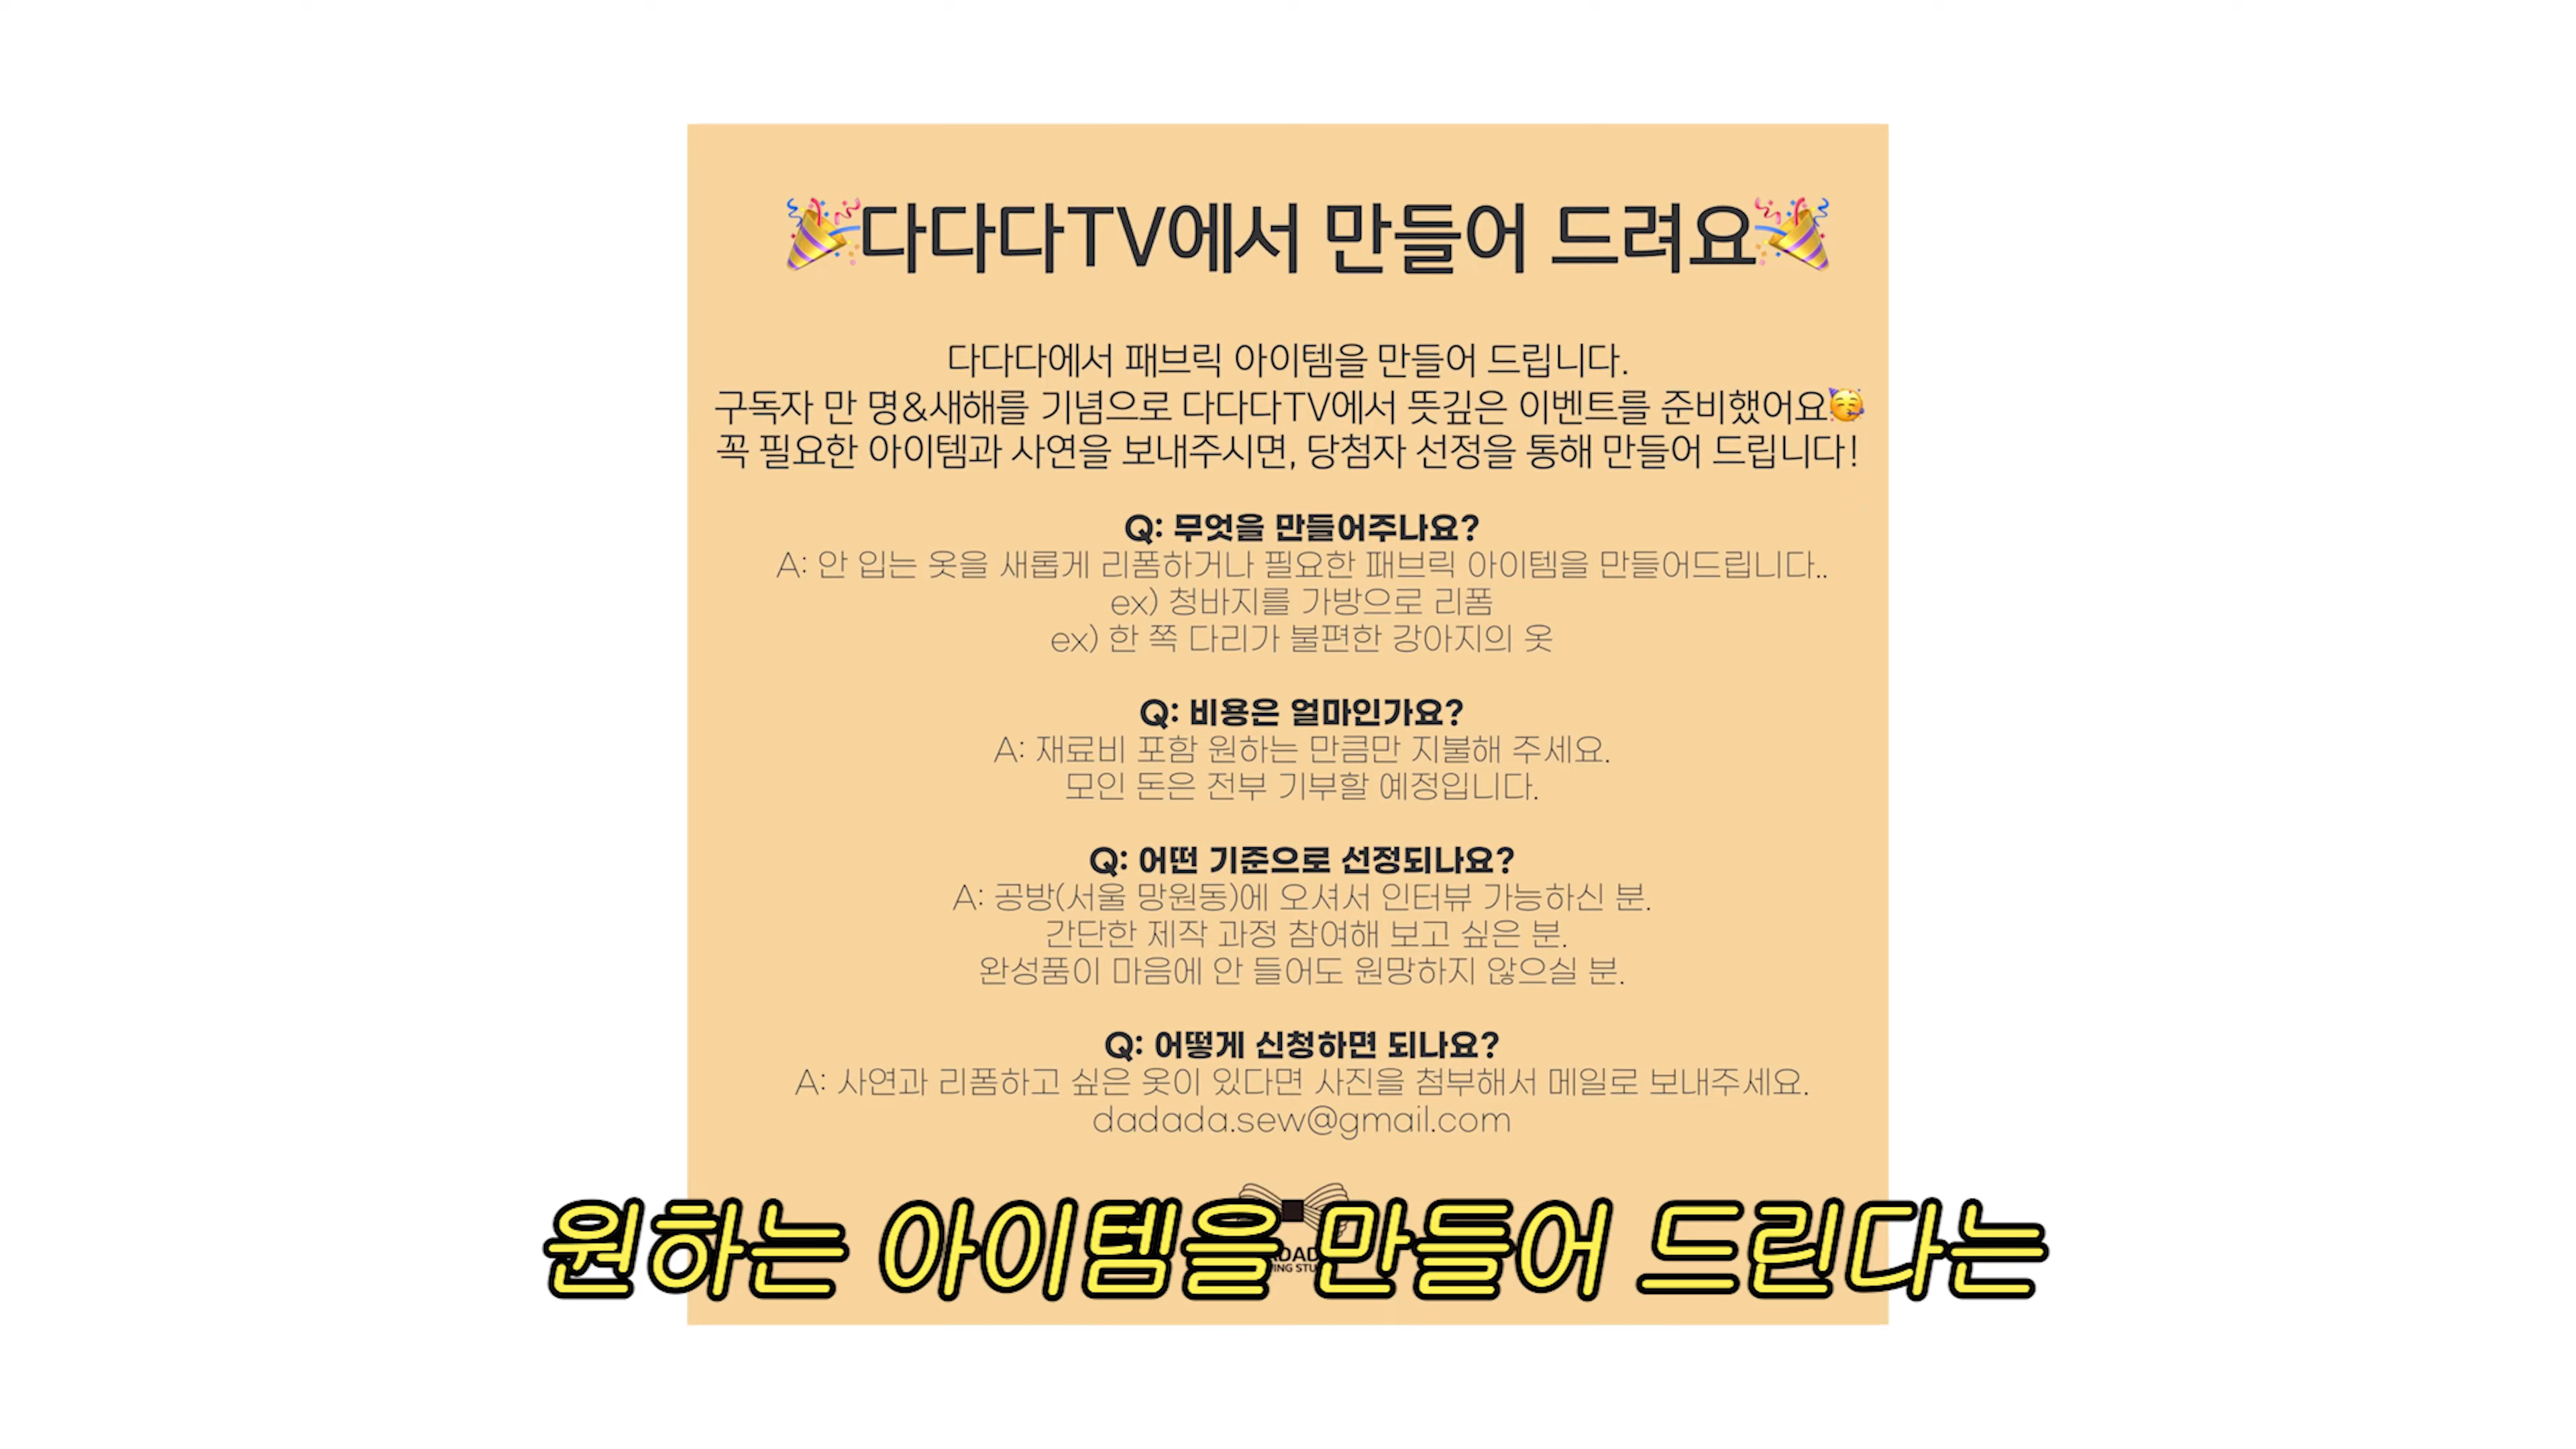 🎉다다다TV에서 만들어 드려요🎉
다다다에서 패브릭 아이템을 만들어 드립니다.
구독자 만 명&새해를 기념으로 다다다TV에서 뜻깊은 이벤트를 준비했어요🥳
꼭 필요한 아이템과 사연을 보내주시면, 당첨자 선정을 통해 만들어 드립니다!
Q: 무엇을 만들어주나요?
A: 안 입는 옷을 새롭게 리폼하거나 필요한 패브릭 아이템을 만들어드립니다..
ex) 청바지를 가방으로 리폼
ex) 한 쪽 다리가 불편한 강아지의 옷
Q: 비용은 얼마인가요?
A: 재료비 포함 원하는 만큼만 지불해 주세요.
모인 돈은 전부 기부할 예정입니다.
Q: 어떤 기준으로 선정되나요?
A: 공방(서울 망원동)에 오셔서 인터뷰 가능하신 분.
간단한 제작 과정 참여해 보고 싶은 분.
완성품이 마음에 안 들어도 원망하지 않으실 분.
Q: 어떻게 신청하면 되나요?
A: 사연과 리폼하고 싶은 옷이 있다면 사진을 첨부해서 메일로 보내주세요.
dadada.sew@gmail.com
원하는 아이템을 만들어 드린다는